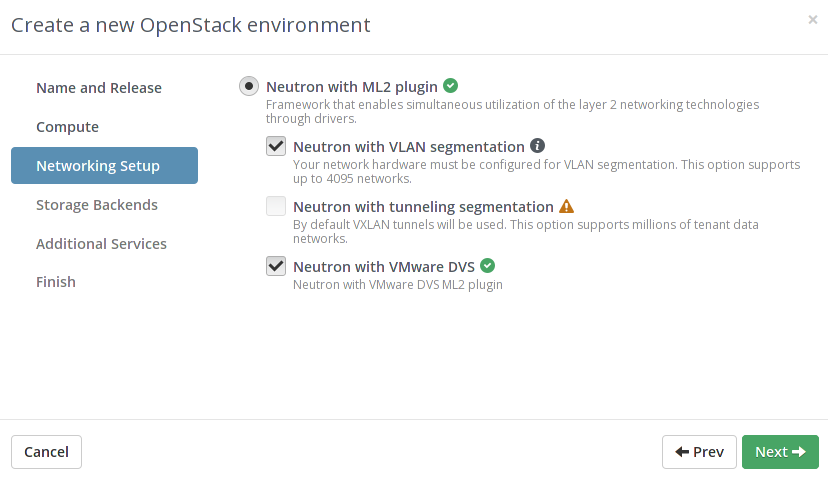 Create a new OpenStack environment
×
Name and Release
Compute
Networking Setup
Storage Backends
Additional Services
Finish
Neutron with ML2 plugin
Framework that enables simultaneous utilization of the layer 2 networking technologies
through drivers.
Neutron with VLAN segmentation
Your network hardware must be configured for VLAN segmentation. This option supports
up to 4095 networks.
Neutron with tunneling segmentation
By default VXLAN tunnels will be used. This option supports millions of tenant data
networks.
Neutron with VMware DVS
Neutron with VMware DVS ML2 plugin
Cancel
Prev
Next